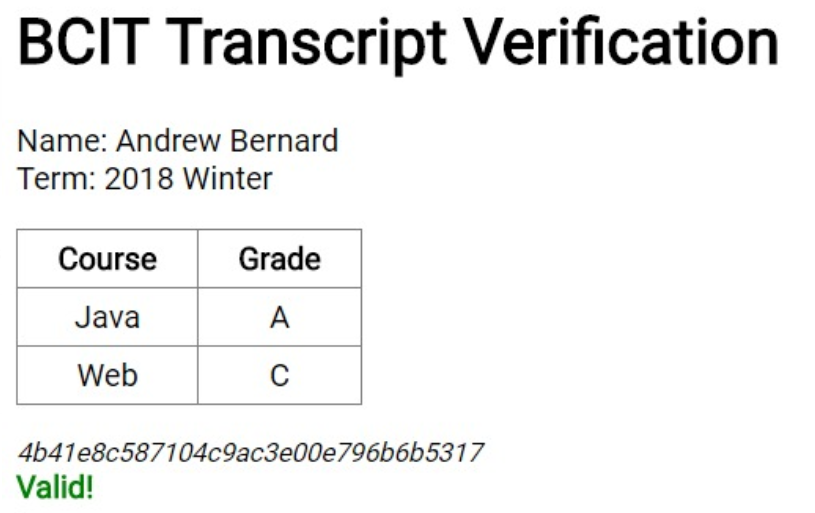 BCIT Transcript Verification
Name: Andrew Bernard
Term: 2018 Winter
Course Grade
Java A
Web C
4b41e8c587104c9ac3e00e796b6b5317
Valid!